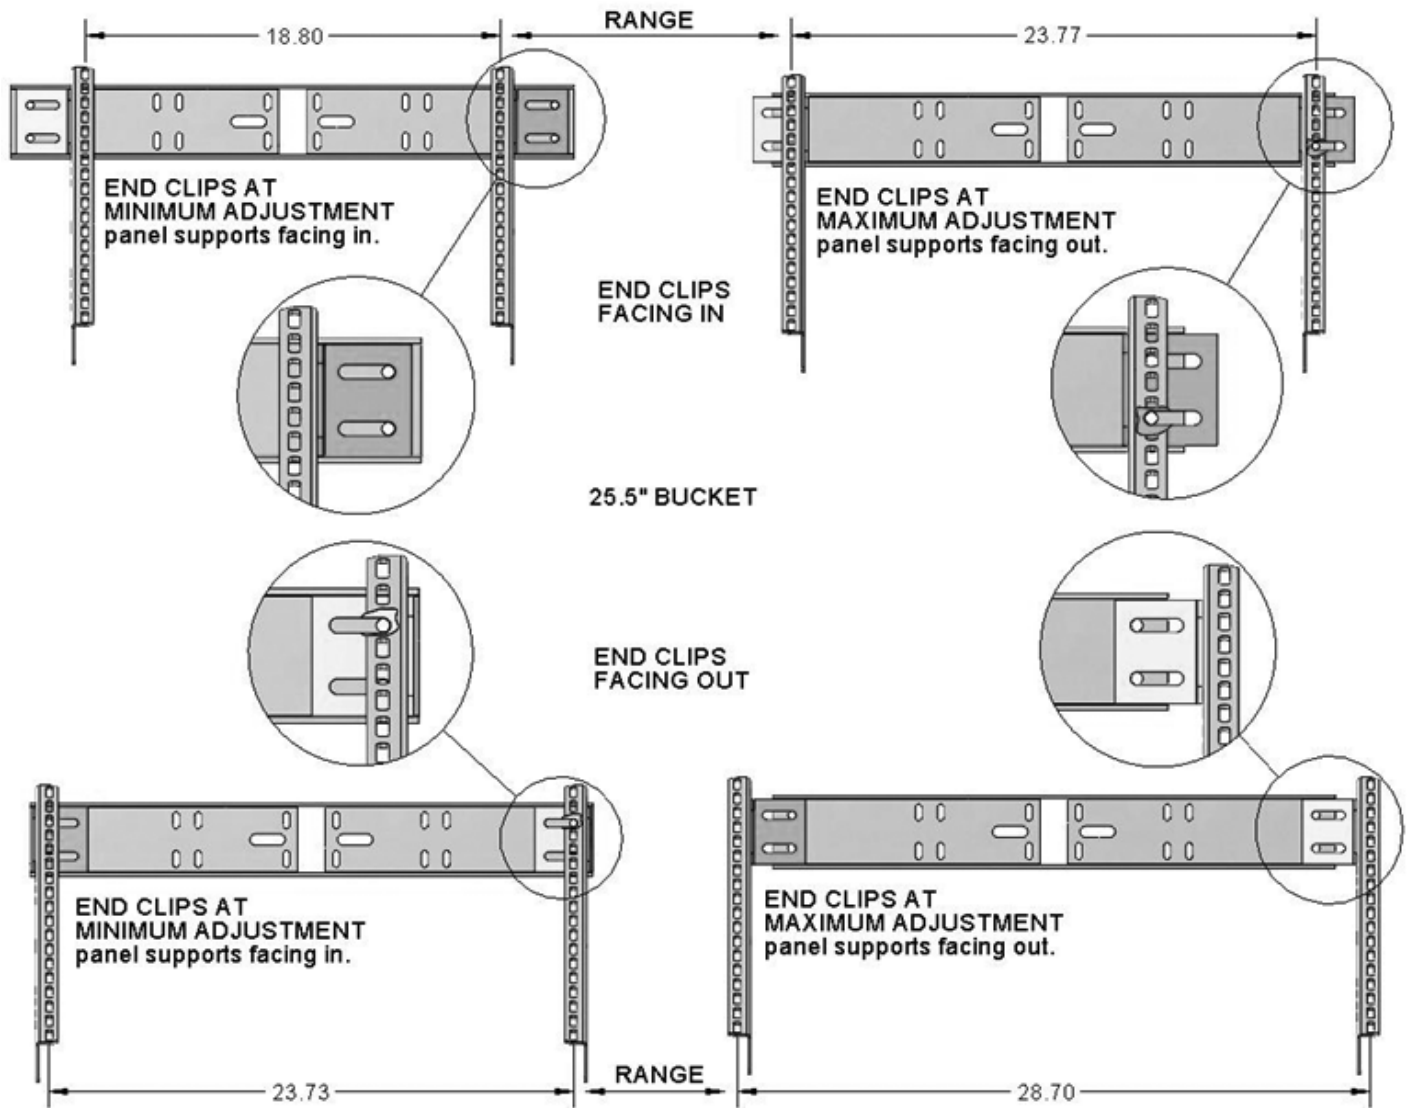 RANGE
18.80
23.77
END CLIPS AT
MINIMUM ADJUSTMENT
panel supports facing in.
END CLIPS AT
MAXIMUM ADJUSTMENT
panel supports facing out.
END CLIPS
FACING IN
25.5" BUCKET
END CLIPS
FACING OUT
END CLIPS AT
MINIMUM ADJUSTMENT
panel supports facing in.
END CLIPS AT
MAXIMUM ADJUSTMENT
panel supports facing out.
RANGE
23.73
28.70